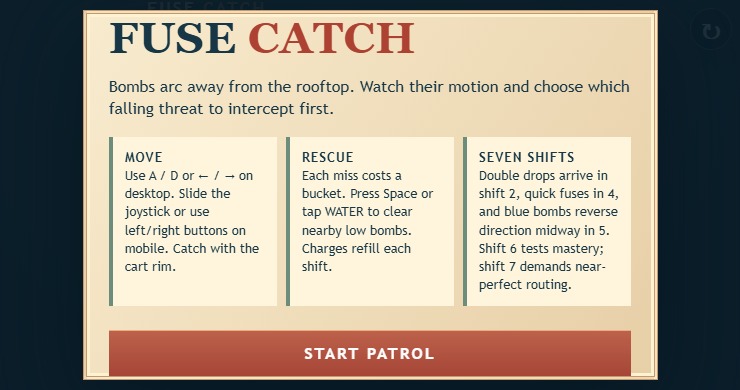 FUSE CATCH
FUSE CATCH
Bombs arc away from the rooftop. Watch their motion and choose which
falling threat to intercept first.
MOVE
Use A / D or ← / → on
desktop. Slide the
joystick or use
left/right buttons on
mobile. Catch with the
cart rim.
RESCUE
Each miss costs a
bucket. Press Space or
tap WATER to clear
nearby low bombs.
Charges refill each
shift.
SEVEN SHIFTS
Double drops arrive in
shift 2, quick fuses in 4,
and blue bombs reverse
direction midway in 5.
Shift 6 tests mastery;
shift 7 demands near-
perfect routing.
START PATROL